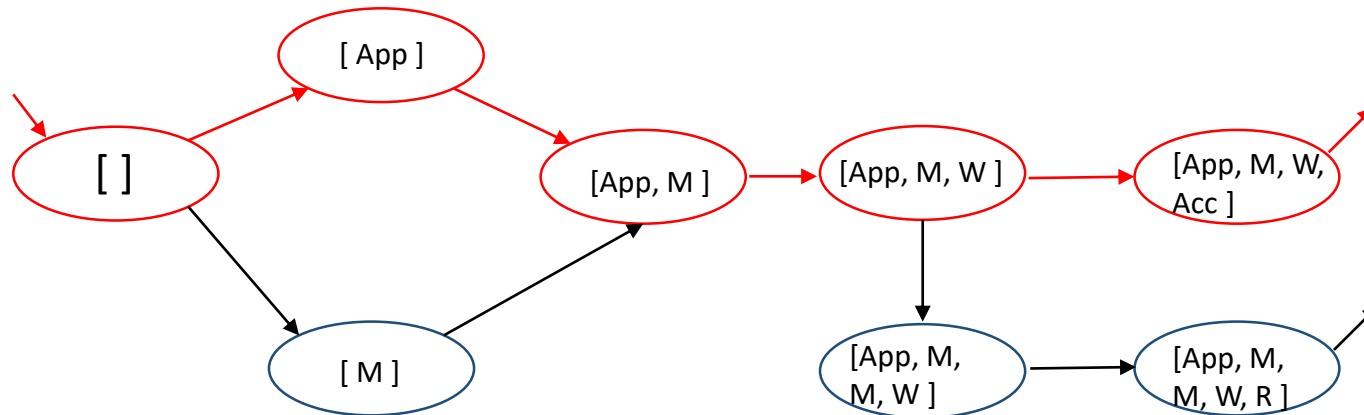 [ App ]
[ ]
[App, M ]
[App, M, W ]
[App, M, W,
Acc ]
[ M ]
[App, M,
M, W ]
[App, M,
M, W, R ]